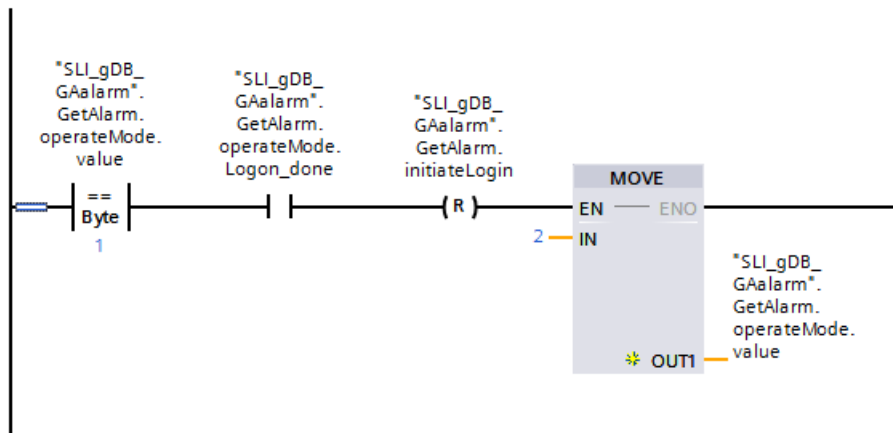 "SLI_gDB_
GAalarm".
GetAlarm.
operateMode.
value
==
Byte
1
"SLI_gDB_
GAalarm".
GetAlarm.
operateMode.
Logon_done
"SLI_gDB_
GAalarm".
GetAlarm.
initiateLogin
R
MOVE
EN ENO
2 IN
OUT1
"SLI_gDB_
GAalarm".
GetAlarm.
operateMode.
value